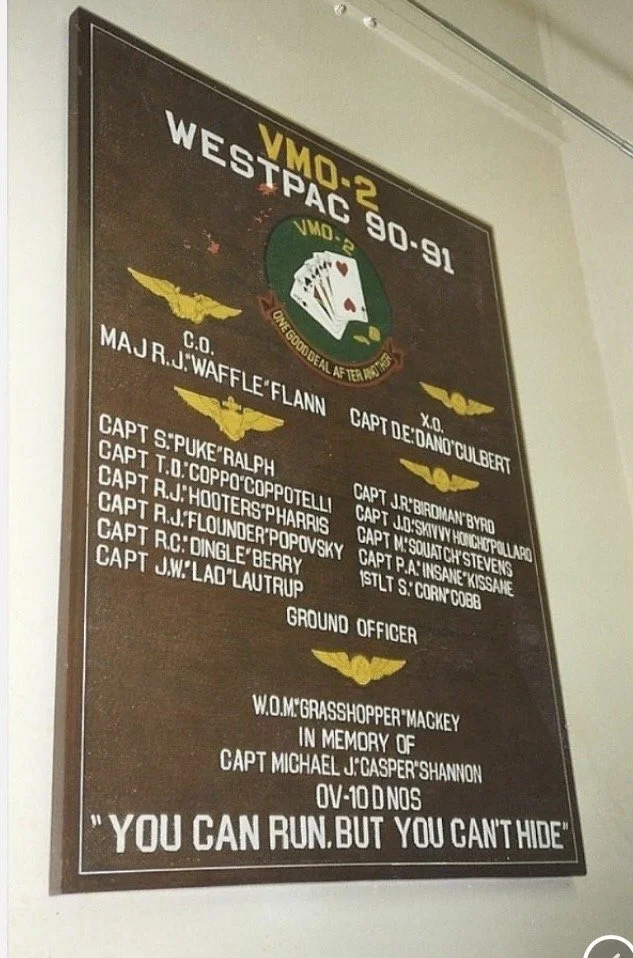 VMO-2
WESTPAC 90-91
VMO-2
ONE GOOD DEAL AFTER ANOTHER
C.O.
MAJ R.J."WAFFLE"FLANN
X.O.
CAPT D.E."DANO"CULBERT
CAPT S."PUKE"RALPH
CAPT T.D."COPPO"COPPOTELLI
CAPT R.J."HOOTERS"PHARRIS
CAPT R.J."FLOUNDER"POPOVSKY
CAPT R.C."DINGLE"BERRY
CAPT J.W."LAD"LAUTRUP
CAPT J.R."BIRDMAN"BYRD
CAPT J.D."SKIVVY HONCHO"POLLARD
CAPT M."SQUATCH"STEVENS
CAPT P.A."INSANE"KISSANE
1STLT S."CORN"COBB
GROUND OFFICER
W.O.M."GRASSHOPPER"MACKEY
IN MEMORY OF
CAPT MICHAEL J."CASPER"SHANNON
OV-10 D NOS
"YOU CAN RUN, BUT YOU CAN'T HIDE"